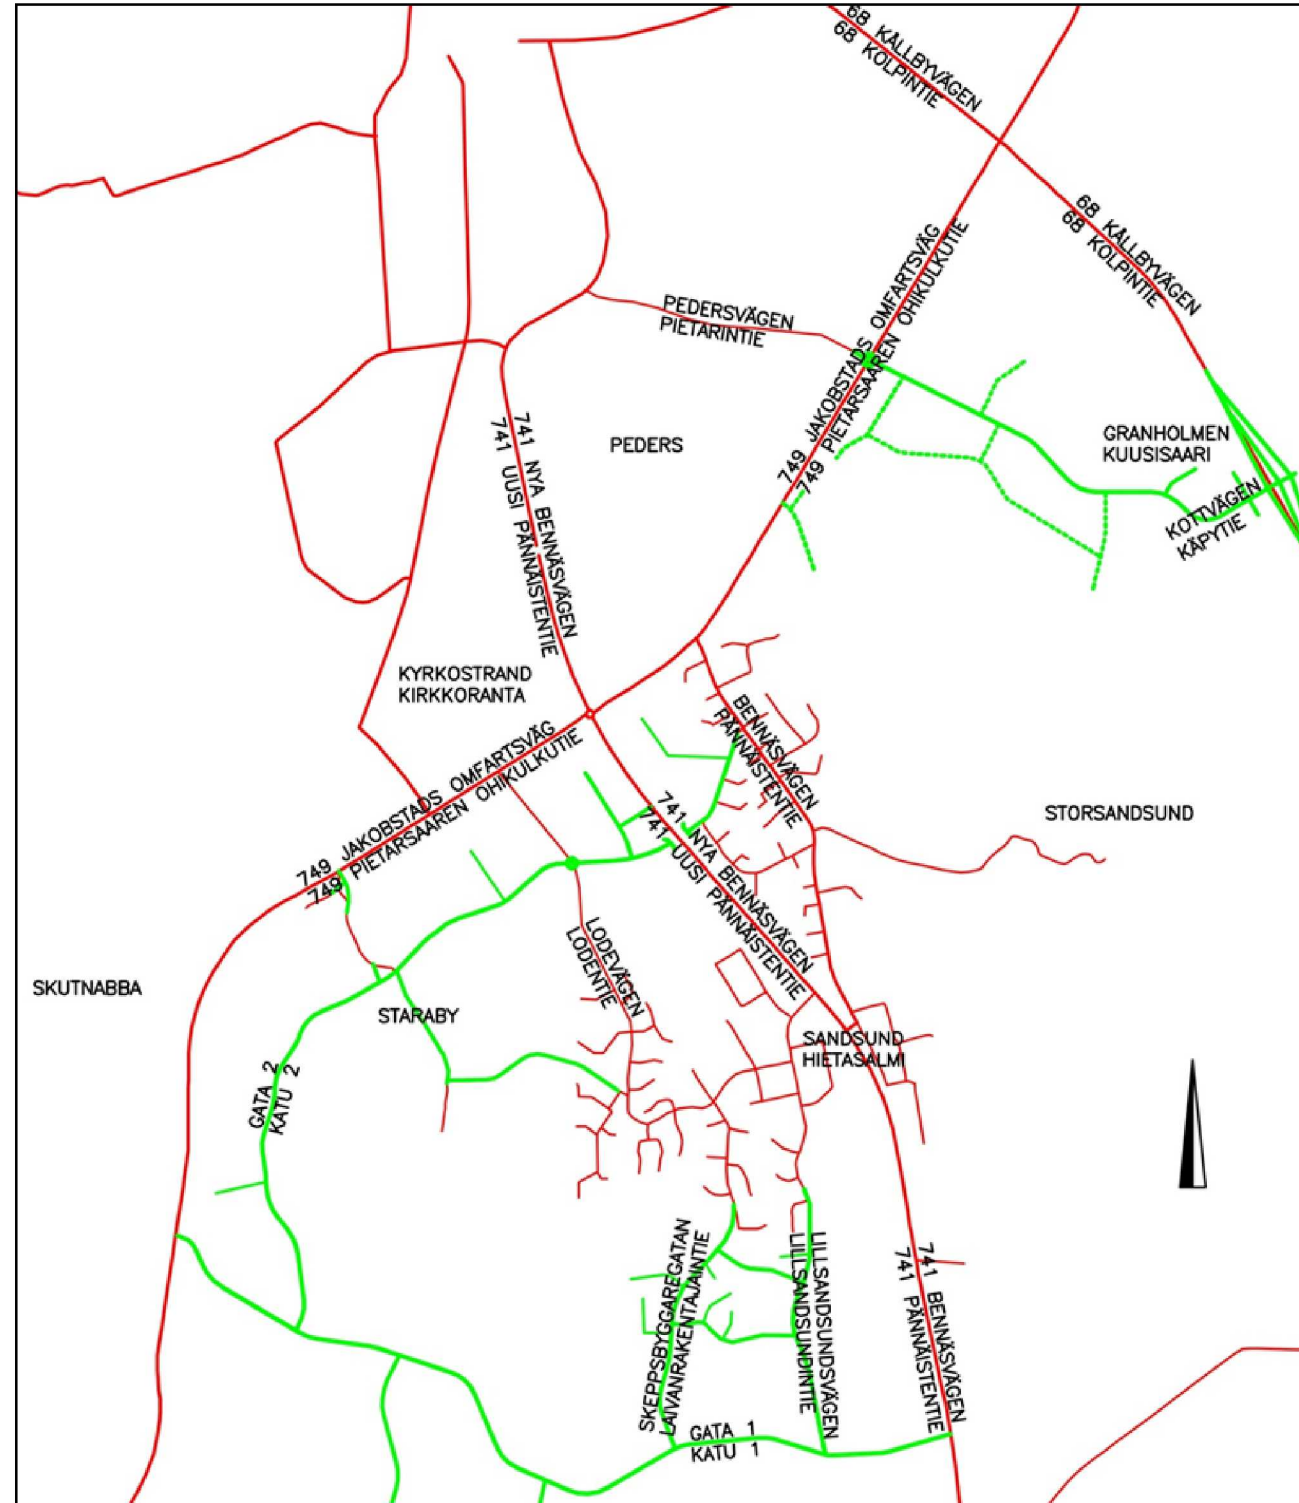 68 KÅLLBYVÄGEN
68 KOLPINTIE
68 KÅLLBYVÄGEN
68 KOLPINTIE
749 JAKOBSTADS OMFARTSVÄG
749 PIETARSAAREN OHIKULKUTIE
PEDERSVÄGEN
PIETARINTIE
741 NYA BENNÄSVÄGEN
741 UUSI PÄNNÄISTENTIE
PEDERS
GRANHOLMEN
KUUSISAARI
KOTTVÄGEN
KÄPYTIE
KYRKOSTRAND
KIRKKORANTA
BENNÄSVÄGEN
PÄNNÄISTENTIE
749 JAKOBSTADS OMFARTSVÄG
749 PIETARSAAREN OHIKULKUTIE
741 NYA BENNÄSVÄGEN
741 UUSI PÄNNÄISTENTIE
STORSANDSUND
LODEVÄGEN
LODENTIE
SKUTNABBA
STARABY
SANDSUND
HIETASALMI
GATA 2
KATU 2
SKEPPSBYGGAREGATAN
LAIVANRAKENTAJAINTIE
LILLSANDSUNDSVÄGEN
LILLSANDSUNDINTIE
741 BENNÄSVÄGEN
741 PÄNNÄISTENTIE
GATA 1
KATU 1